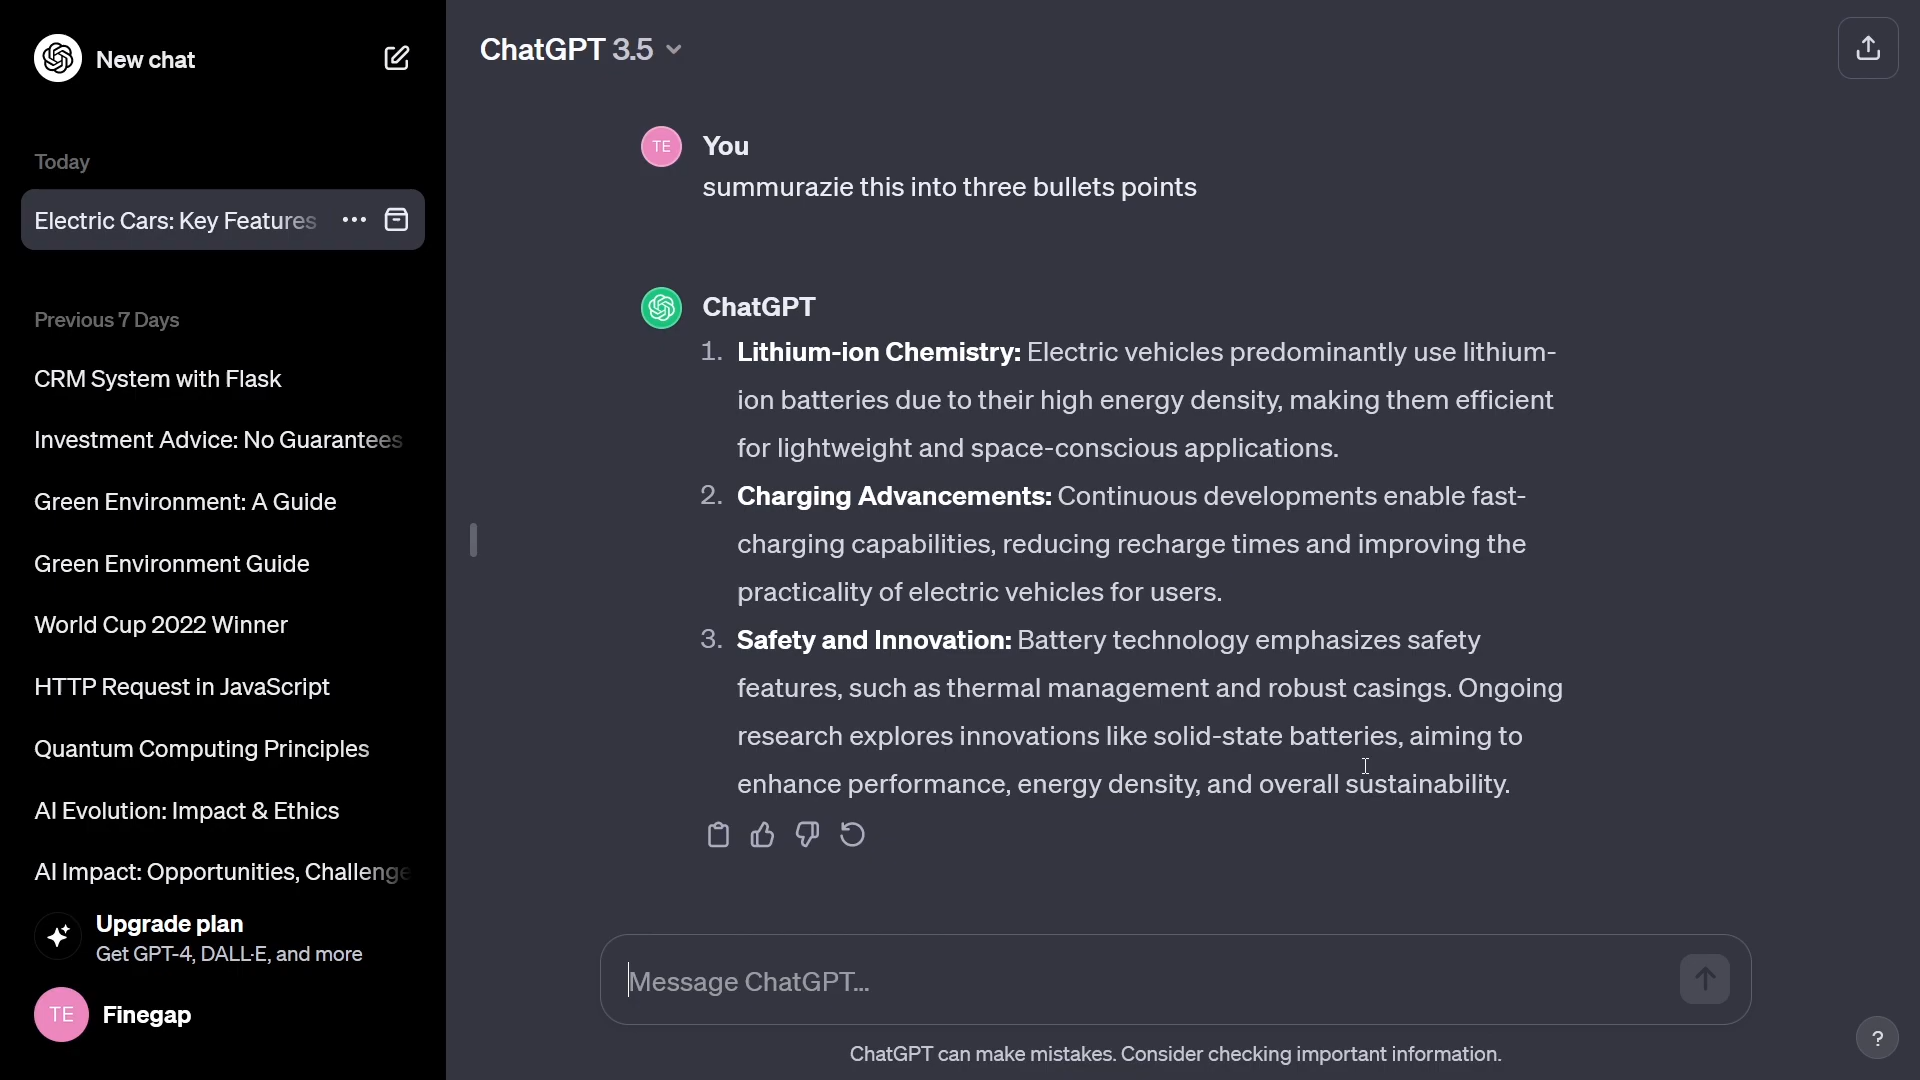 New chat
Today
Electric Cars: Key Features
Previous 7 Days
CRM System with Flask
Investment Advice: No Guarantees
Green Environment: A Guide
Green Environment Guide
World Cup 2022 Winner
HTTP Request in JavaScript
Quantum Computing Principles
AI Evolution: Impact & Ethics
AI Impact: Opportunities, Challenge
Upgrade plan
Get GPT-4, DALL·E, and more
TE Finegap
ChatGPT 3.5
TE You
summurazie this into three bullets points
ChatGPT
1. Lithium-ion Chemistry: Electric vehicles predominantly use lithium-
ion batteries due to their high energy density, making them efficient
for lightweight and space-conscious applications.
2. Charging Advancements: Continuous developments enable fast-
charging capabilities, reducing recharge times and improving the
practicality of electric vehicles for users.
3. Safety and Innovation: Battery technology emphasizes safety
features, such as thermal management and robust casings. Ongoing
research explores innovations like solid-state batteries, aiming to
enhance performance, energy density, and overall sustainability.
Message ChatGPT...
ChatGPT can make mistakes. Consider checking important information.
?